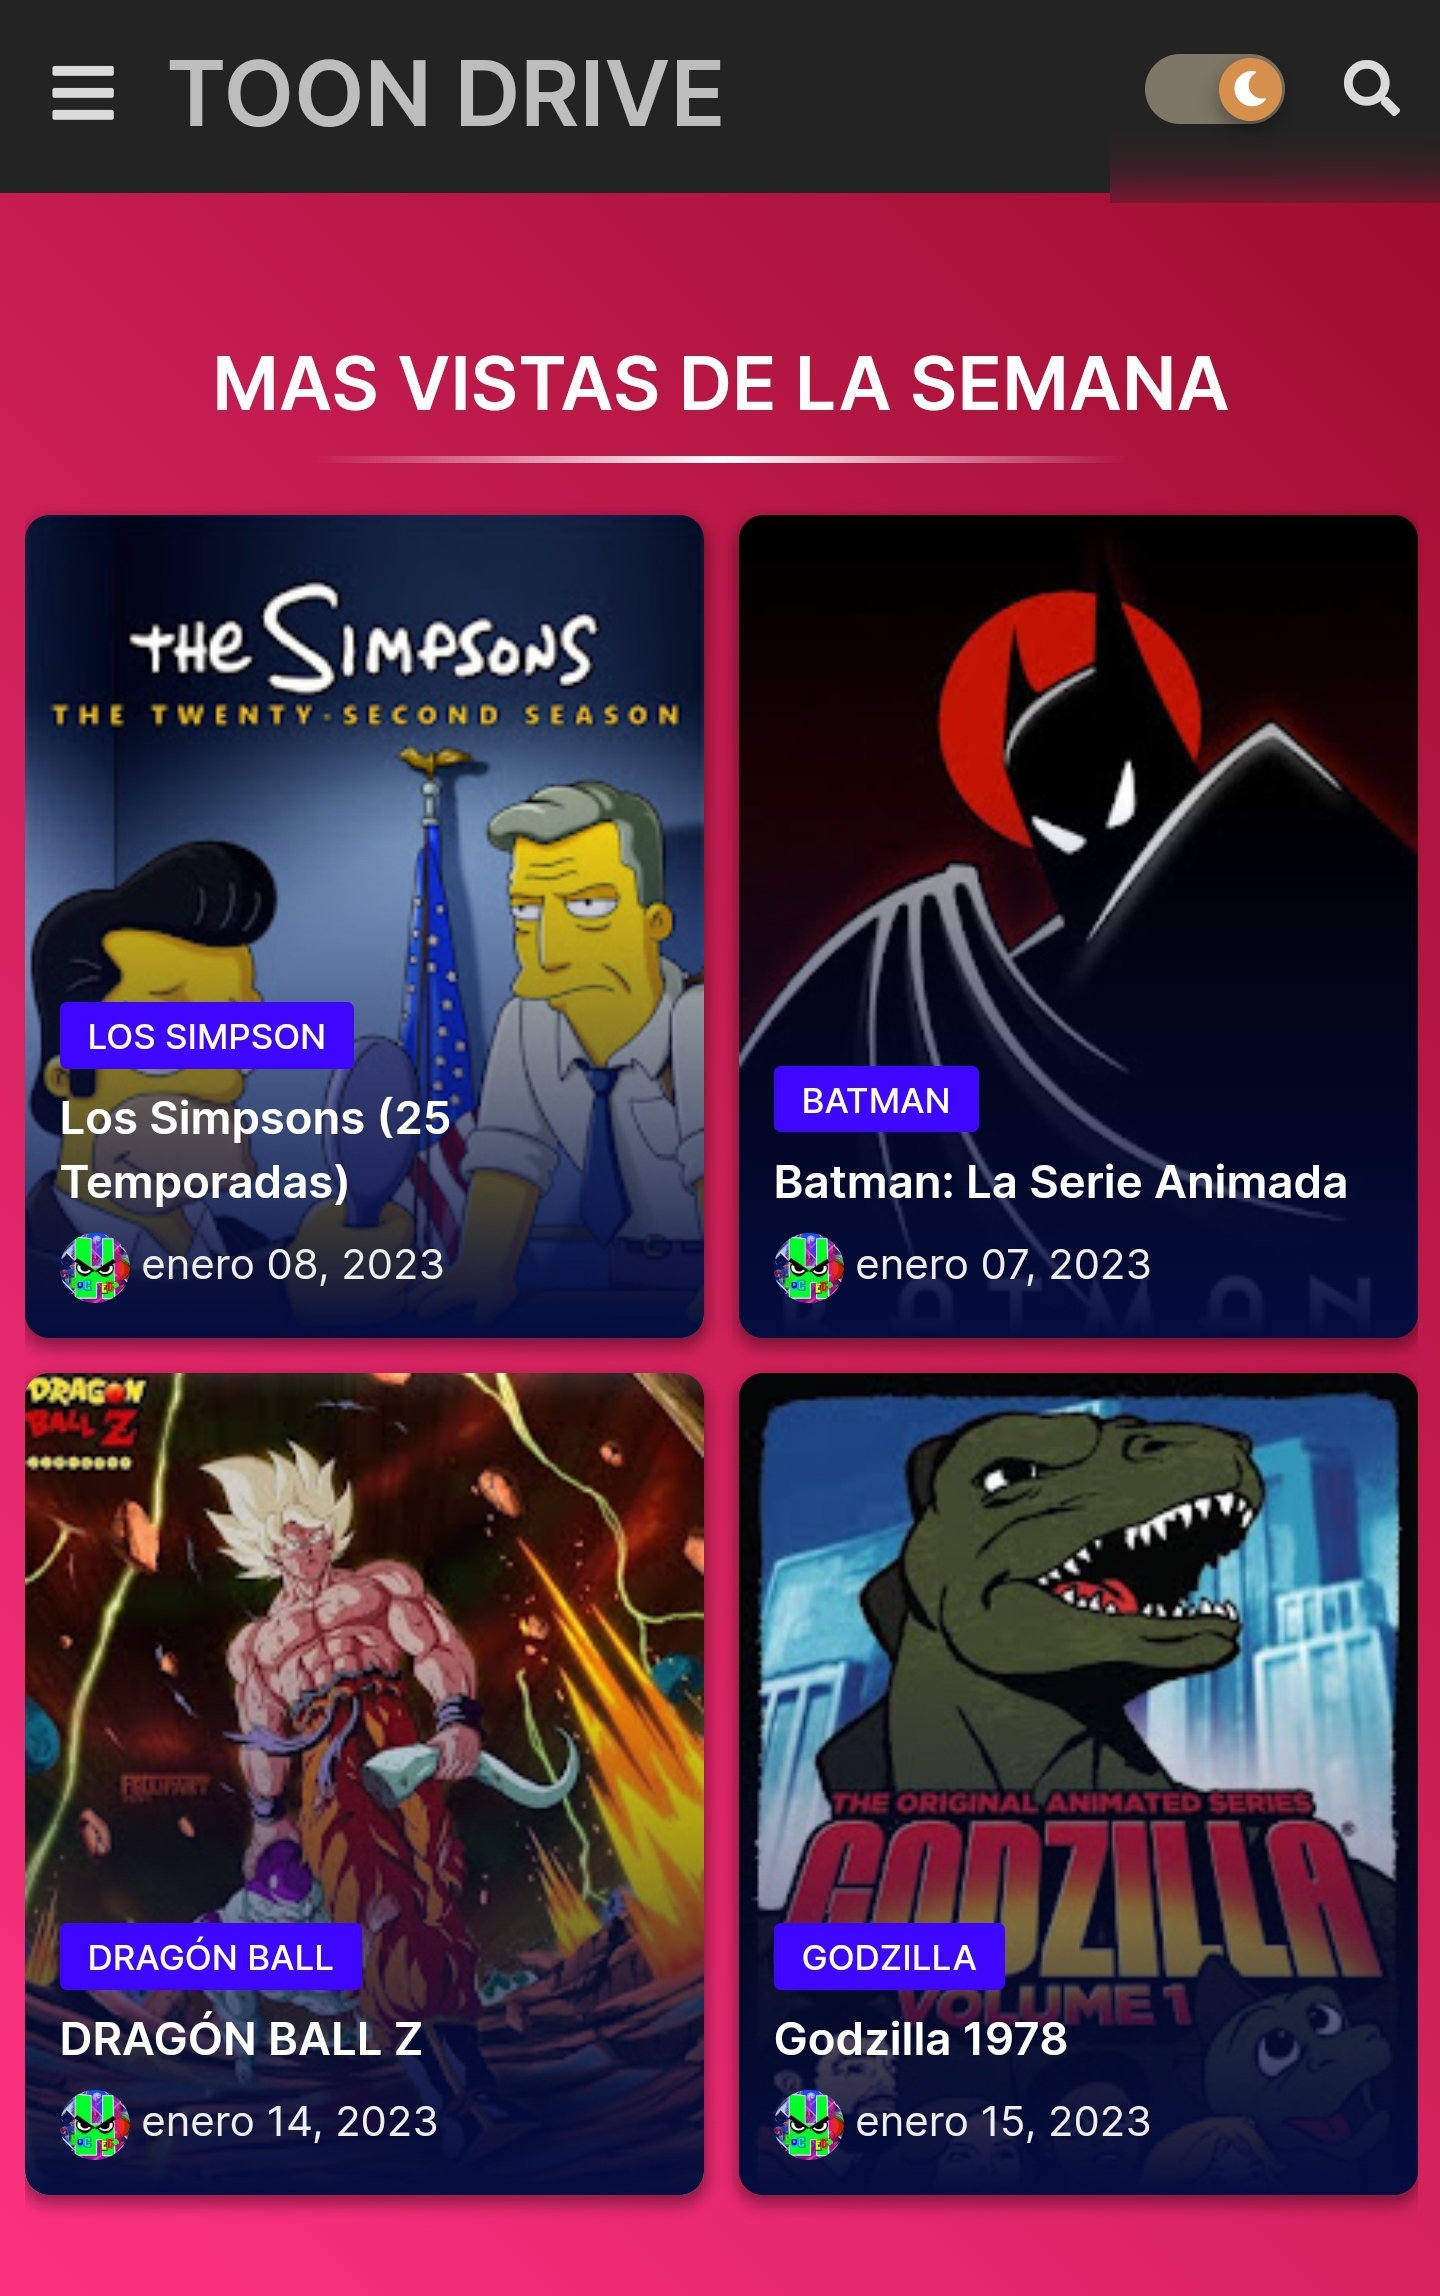 TOON DRIVE
MAS VISTAS DE LA SEMANA
THE SIMPSONS
THE TWENTY-SECOND SEASON
LOS SIMPSON
Los Simpsons (25
Temporadas)
enero 08, 2023
BATMAN
Batman: La Serie Animada
enero 07, 2023
BATMAN
DRAGON
BALL Z
DRAGÓN BALL
DRAGÓN BALL Z
enero 14, 2023
THE ORIGINAL ANIMATED SERIES
GODZILLA®
VOLUME 1
GODZILLA
Godzilla 1978
enero 15, 2023